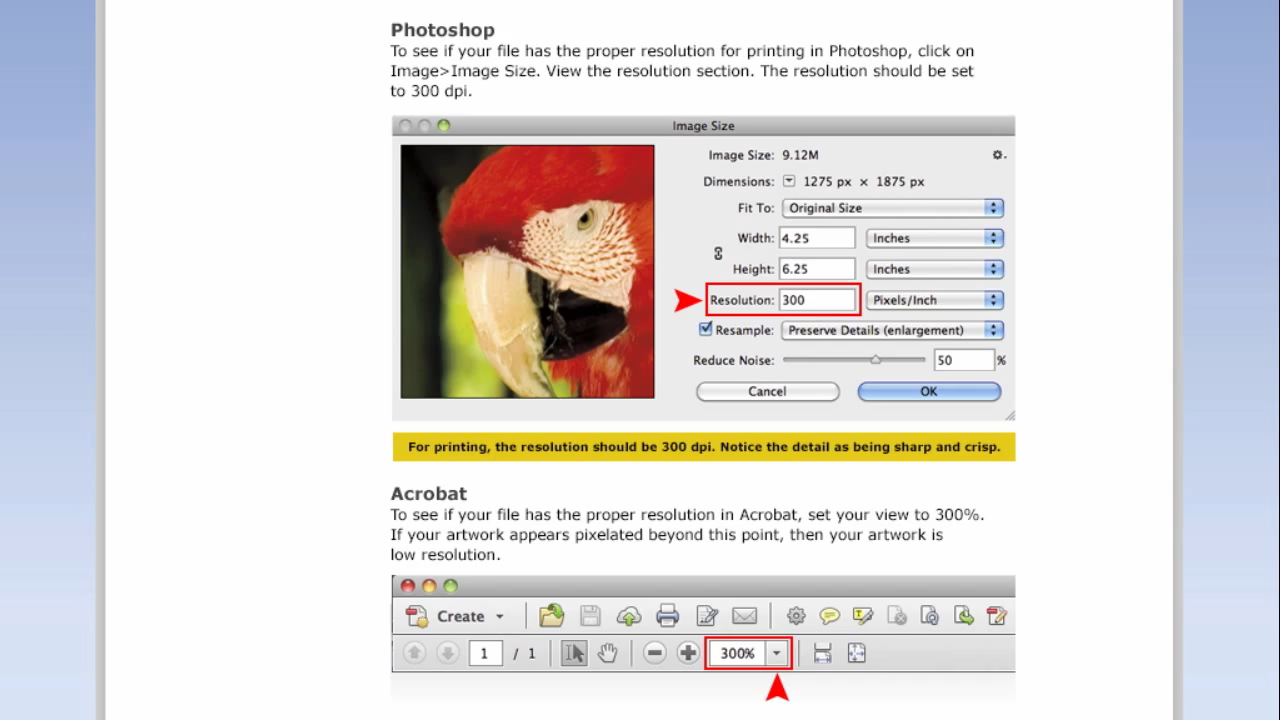 Photoshop
To see if your file has the proper resolution for printing in Photoshop, click on
Image>Image Size. View the resolution section. The resolution should be set
to 300 dpi.
Image Size
Image Size: 9.12M
Dimensions: 1275 px × 1875 px
Fit To: Original Size
Width: 4.25 Inches
Height: 6.25 Inches
Resolution: 300 Pixels/Inch
Resample: Preserve Details (enlargement)
Reduce Noise: 50 %
Cancel OK
For printing, the resolution should be 300 dpi. Notice the detail as being sharp and crisp.
Acrobat
To see if your file has the proper resolution in Acrobat, set your view to 300%.
If your artwork appears pixelated beyond this point, then your artwork is
low resolution.
Create
1 / 1 300%